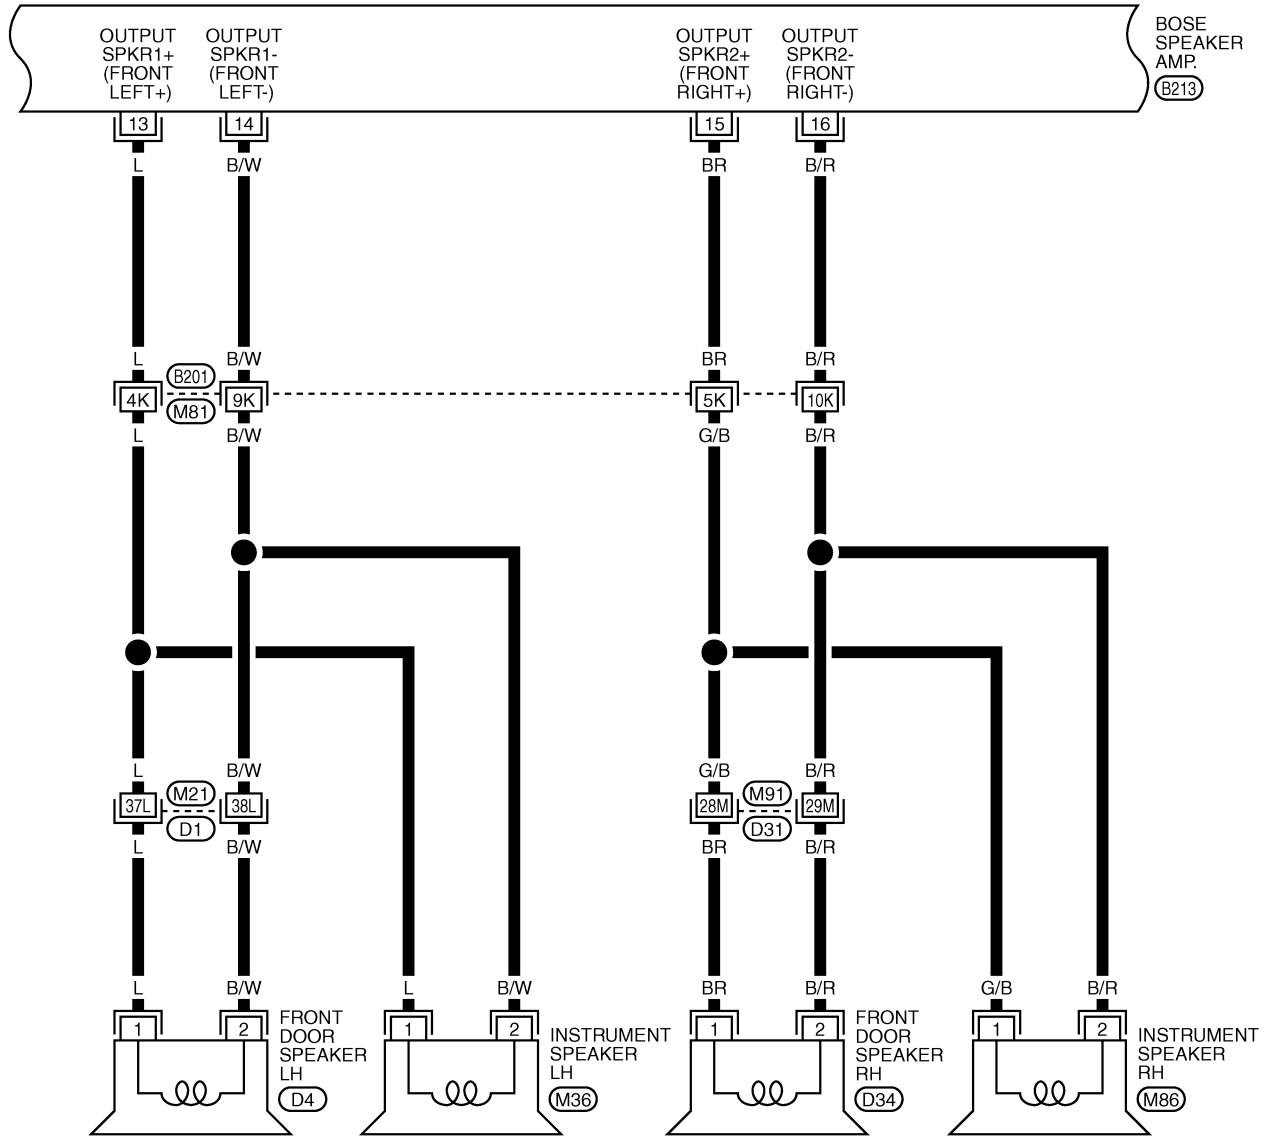 OUTPUT
SPKR1+
(FRONT
LEFT+)
OUTPUT
SPKR1-
(FRONT
LEFT-)
OUTPUT
SPKR2+
(FRONT
RIGHT+)
OUTPUT
SPKR2-
(FRONT
RIGHT-)
BOSE
SPEAKER
AMP.
B213
13
14
15
16
L
B/W
BR
B/R
L
B/W
BR
B/R
B201
4K
9K
5K
10K
M81
L
B/W
G/B
B/R
L
B/W
G/B
B/R
M21
M91
37L
38L
28M
29M
D1
D31
L
B/W
BR
B/R
L
B/W
L
B/W
BR
B/R
G/B
B/R
1
2
FRONT
DOOR
SPEAKER
LH
D4
1
2
INSTRUMENT
SPEAKER
LH
M36
1
2
FRONT
DOOR
SPEAKER
RH
D34
1
2
INSTRUMENT
SPEAKER
RH
M86